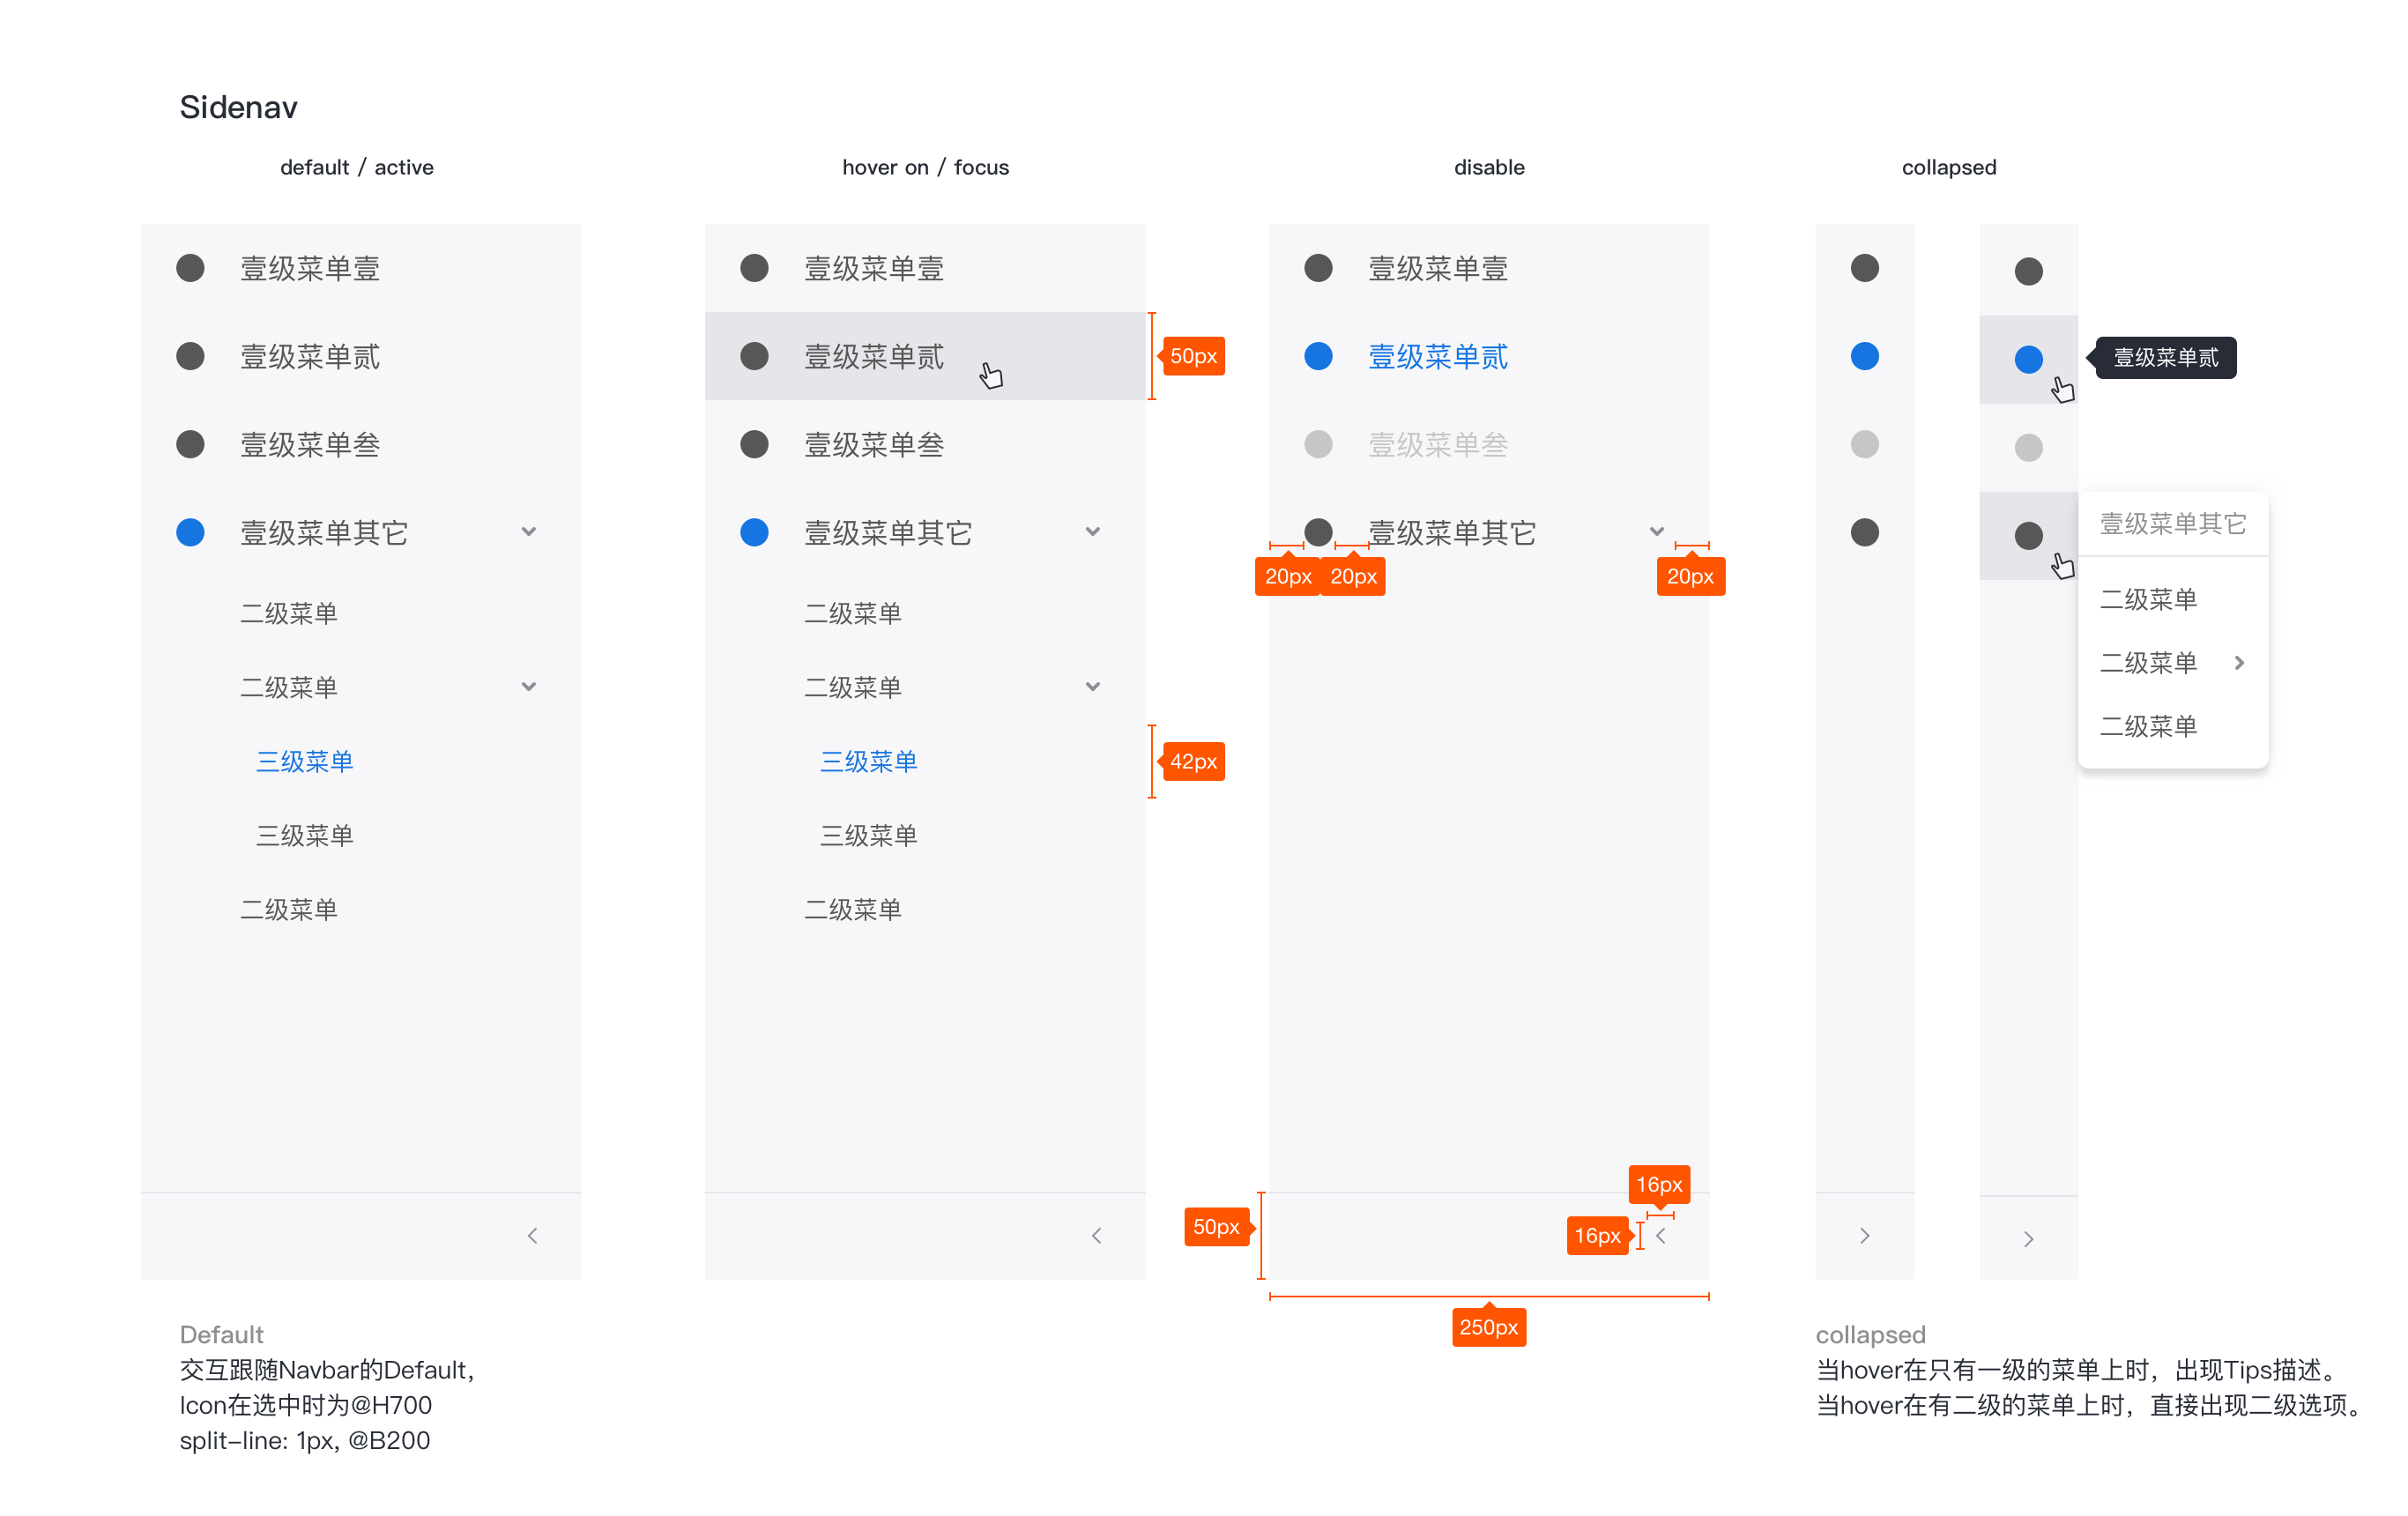 Sidenav
default / active
壹级菜单壹
壹级菜单贰
壹级菜单叁
壹级菜单其它
二级菜单
二级菜单
三级菜单
三级菜单
二级菜单
Default
交互跟随Navbar的Default,
Icon在选中时为@H700
split-line: 1px, @B200
hover on / focus
壹级菜单壹
壹级菜单贰
50px
壹级菜单叁
壹级菜单其它
二级菜单
二级菜单
三级菜单
42px
三级菜单
二级菜单
disable
壹级菜单壹
壹级菜单贰
壹级菜单叁
壹级菜单其它
20px
20px
20px
16px
50px
16px
250px
collapsed
壹级菜单贰
壹级菜单其它
二级菜单
二级菜单
二级菜单
collapsed
当hover在只有一级的菜单上时，出现Tips描述。
当hover在有二级的菜单上时，直接出现二级选项。